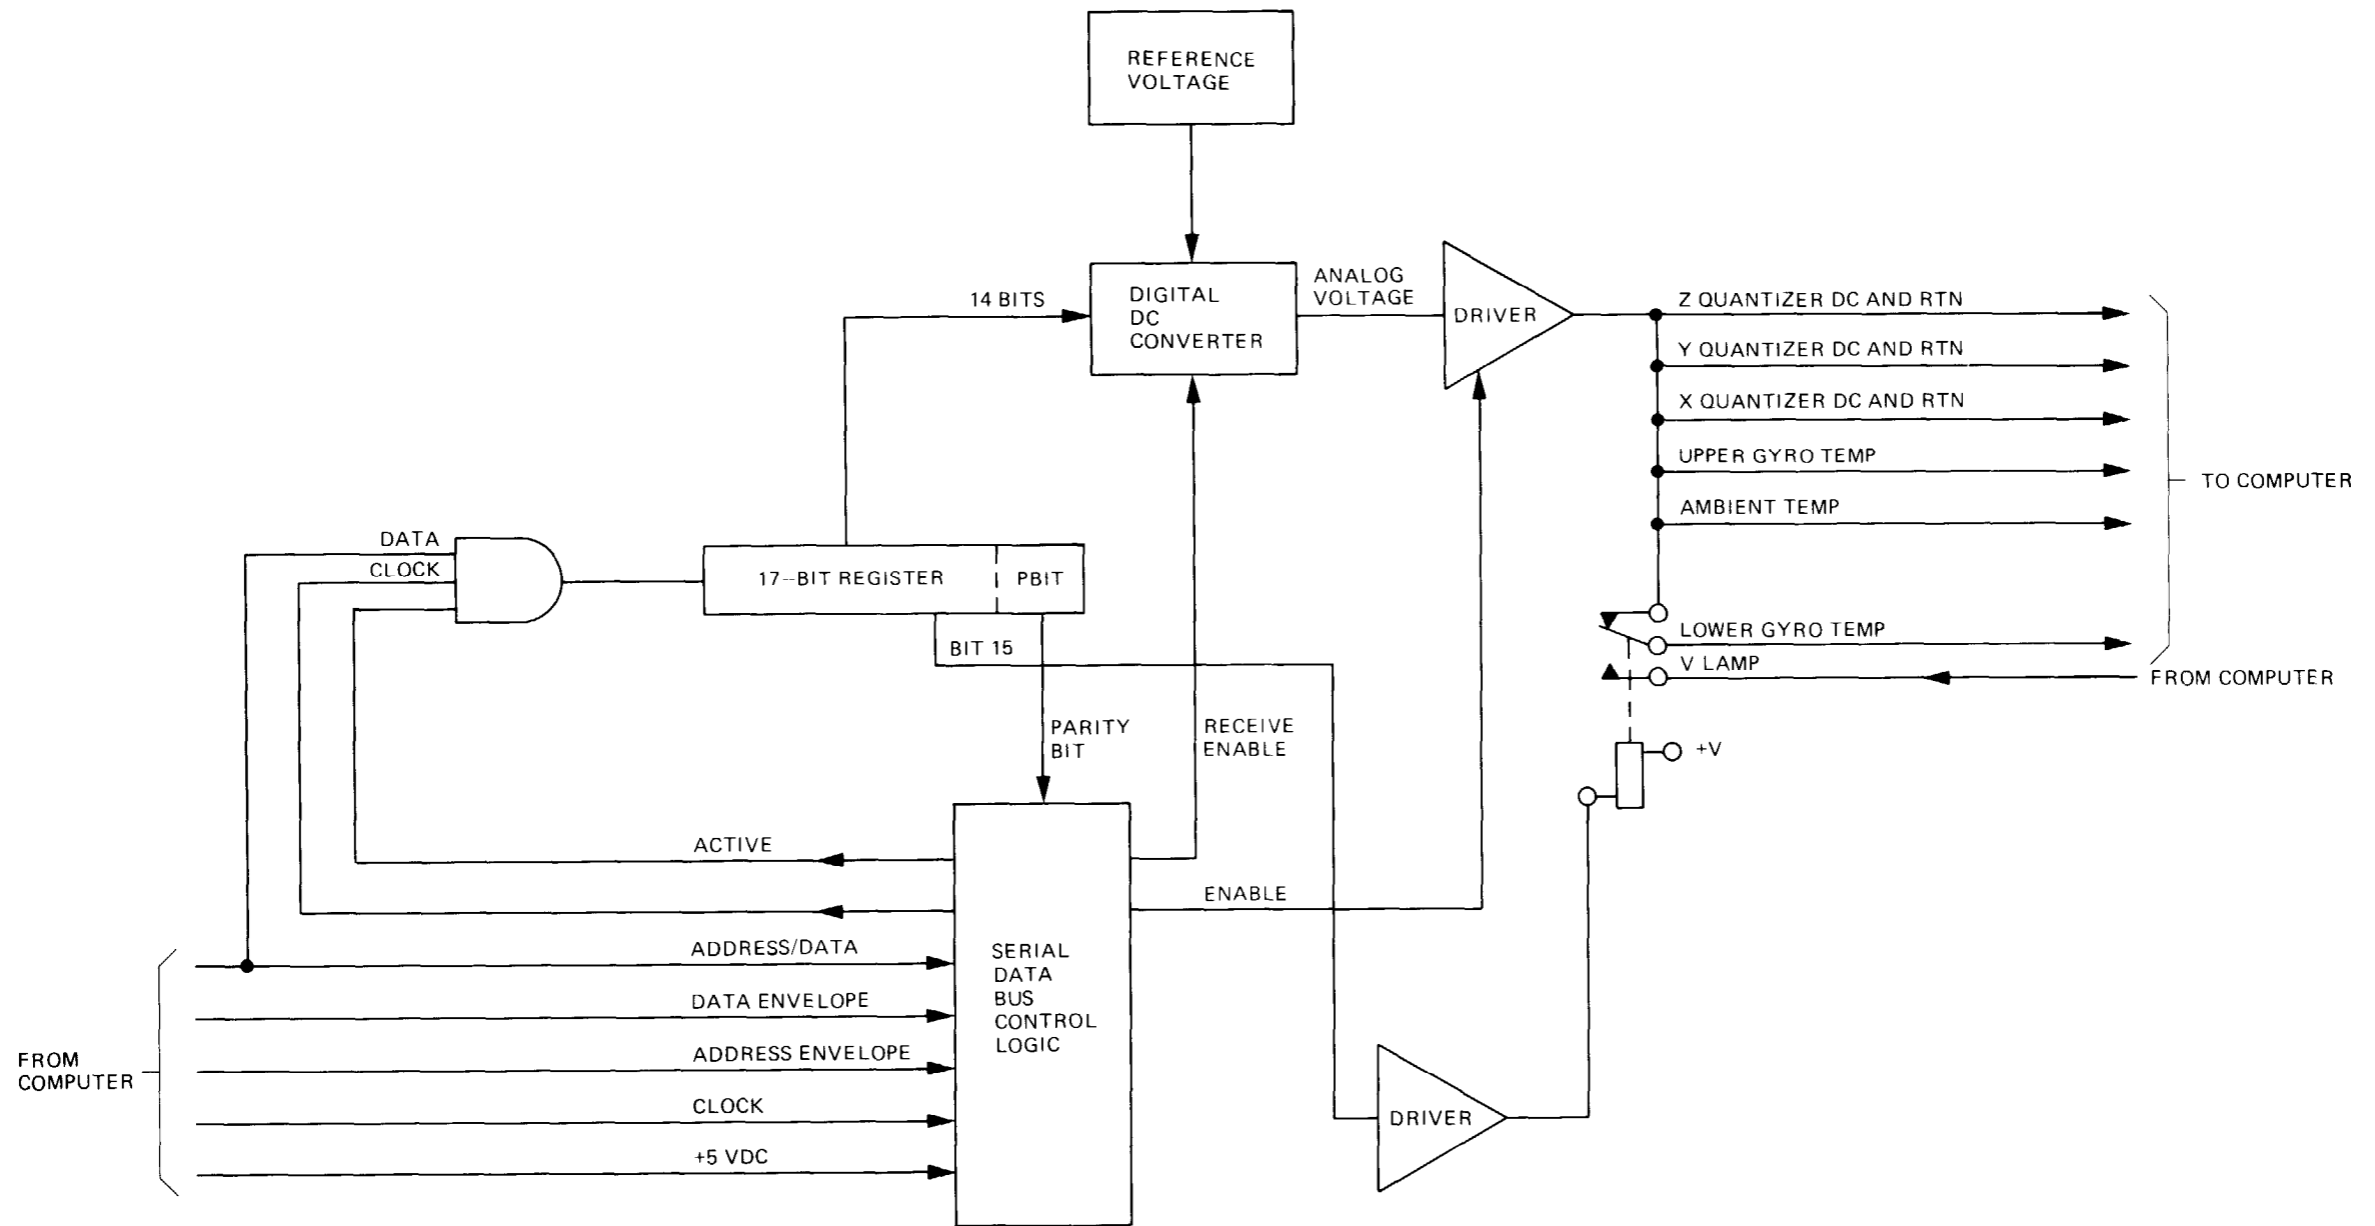 REFERENCE
VOLTAGE
14 BITS
DIGITAL
DC
CONVERTER
ANALOG
VOLTAGE
DRIVER
Z QUANTIZER DC AND RTN
Y QUANTIZER DC AND RTN
X QUANTIZER DC AND RTN
UPPER GYRO TEMP
AMBIENT TEMP
TO COMPUTER
DATA
CLOCK
17--BIT REGISTER
PBIT
BIT 15
LOWER GYRO TEMP
V LAMP
FROM COMPUTER
PARITY
BIT
RECEIVE
ENABLE
+V
ACTIVE
ENABLE
ADDRESS/DATA
DATA ENVELOPE
ADDRESS ENVELOPE
CLOCK
+5 VDC
FROM
COMPUTER
SERIAL
DATA
BUS
CONTROL
LOGIC
DRIVER